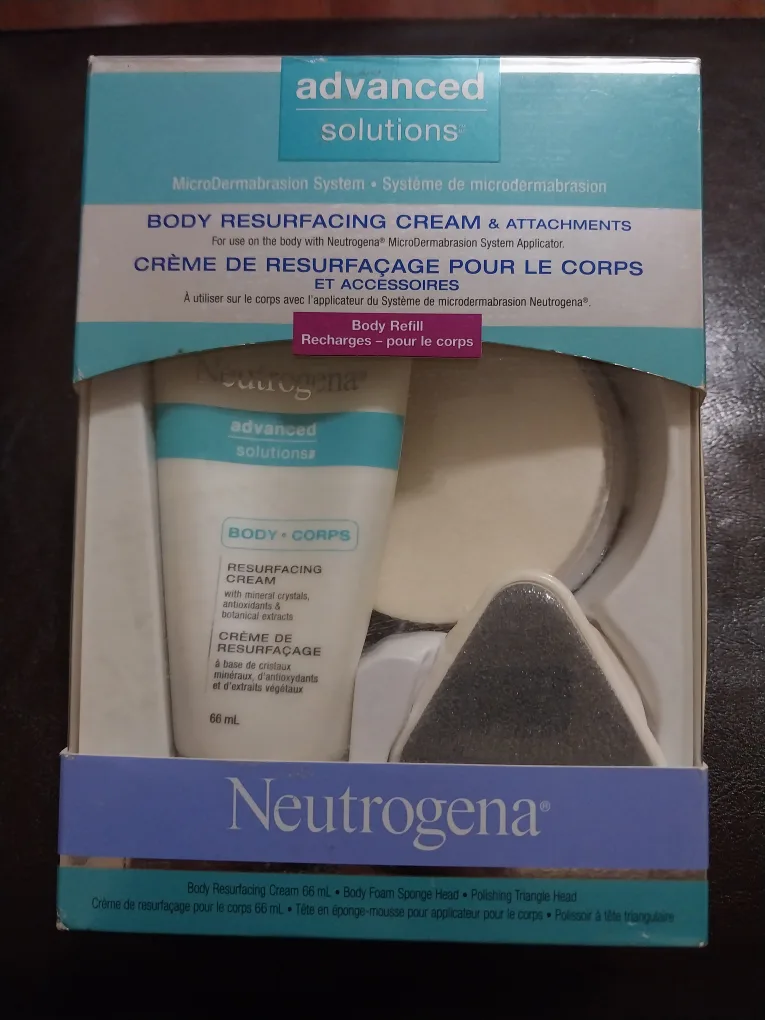 advanced
solutions™
MicroDermabrasion System • Système de microdermabrasion
BODY RESURFACING CREAM & ATTACHMENTS
For use on the body with Neutrogena® MicroDermabrasion System Applicator.
CRÈME DE RESURFAÇAGE POUR LE CORPS
ET ACCESSOIRES
À utiliser sur le corps avec l'applicateur du Système de microdermabrasion Neutrogena®.
Body Refill
Recharges – pour le corps
Neutrogena®
advanced
solutions™
BODY • CORPS
RESURFACING
CREAM
with mineral crystals,
antioxidants &
botanical extracts
CRÈME DE
RESURFAÇAGE
à base de cristaux
minéraux, d'antioxydants
et d'extraits végétaux
66 mL
Neutrogena®
Body Resurfacing Cream 66 mL • Body Foam Sponge Head • Polishing Triangle Head
Crème de resurfaçage pour le corps 66 mL • Tête en éponge-mousse pour applicateur pour le corps • Polissoir à tête triangulaire